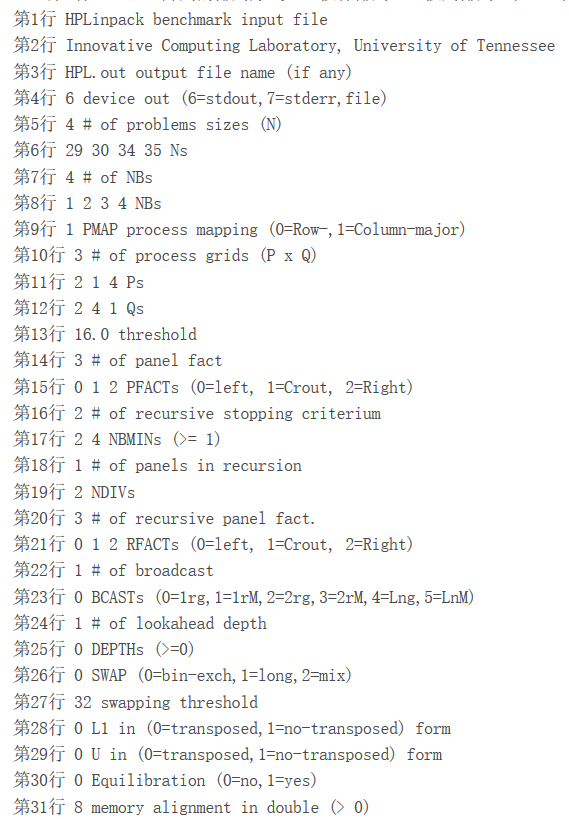 第1行 HPLinpack benchmark input file
第2行 Innovative Computing Laboratory, University of Tennessee
第3行 HPL.out output file name (if any)
第4行 6 device out (6=stdout,7=stderr,file)
第5行 4 # of problems sizes (N)
第6行 29 30 34 35 Ns
第7行 4 # of NBs
第8行 1 2 3 4 NBs
第9行 1 PMAP process mapping (0=Row-,1=Column-major)
第10行 3 # of process grids (P x Q)
第11行 2 1 4 Ps
第12行 2 4 1 Qs
第13行 16.0 threshold
第14行 3 # of panel fact
第15行 0 1 2 PFACTs (0=left, 1=Crout, 2=Right)
第16行 2 # of recursive stopping criterium
第17行 2 4 NBMINs (>= 1)
第18行 1 # of panels in recursion
第19行 2 NDIVs
第20行 3 # of recursive panel fact.
第21行 0 1 2 RFACTs (0=left, 1=Crout, 2=Right)
第22行 1 # of broadcast
第23行 0 BCASTs (0=1rg,1=1rM,2=2rg,3=2rM,4=Lng,5=LnM)
第24行 1 # of lookahead depth
第25行 0 DEPTHs (>=0)
第26行 0 SWAP (0=bin-exch,1=long,2=mix)
第27行 32 swapping threshold
第28行 0 L1 in (0=transposed,1=no-transposed) form
第29行 0 U in (0=transposed,1=no-transposed) form
第30行 0 Equilibration (0=no,1=yes)
第31行 8 memory alignment in double (> 0)